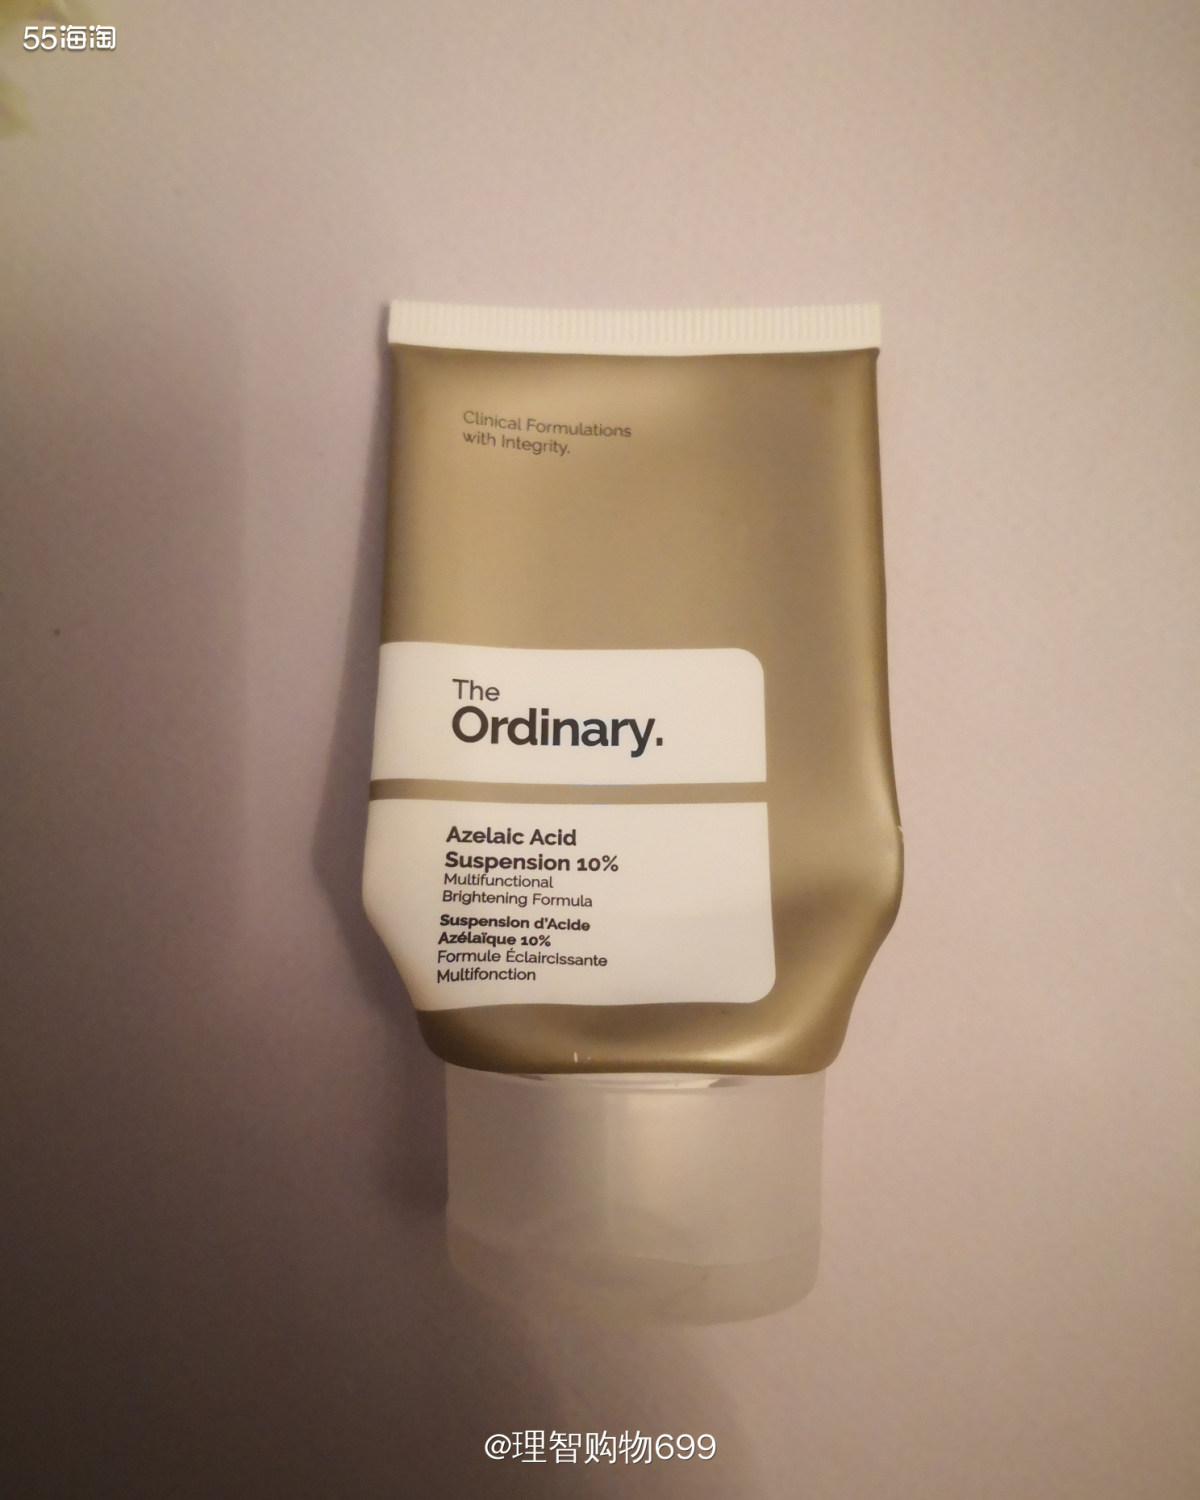 55海淘
Clinical Formulations
with Integrity.
The
Ordinary.
Azelaic Acid
Suspension 10%
Multifunctional
Brightening Formula
Suspension d'Acide
Azélaïque 10%
Formule Éclaircissante
Multifonction
@理智购物699